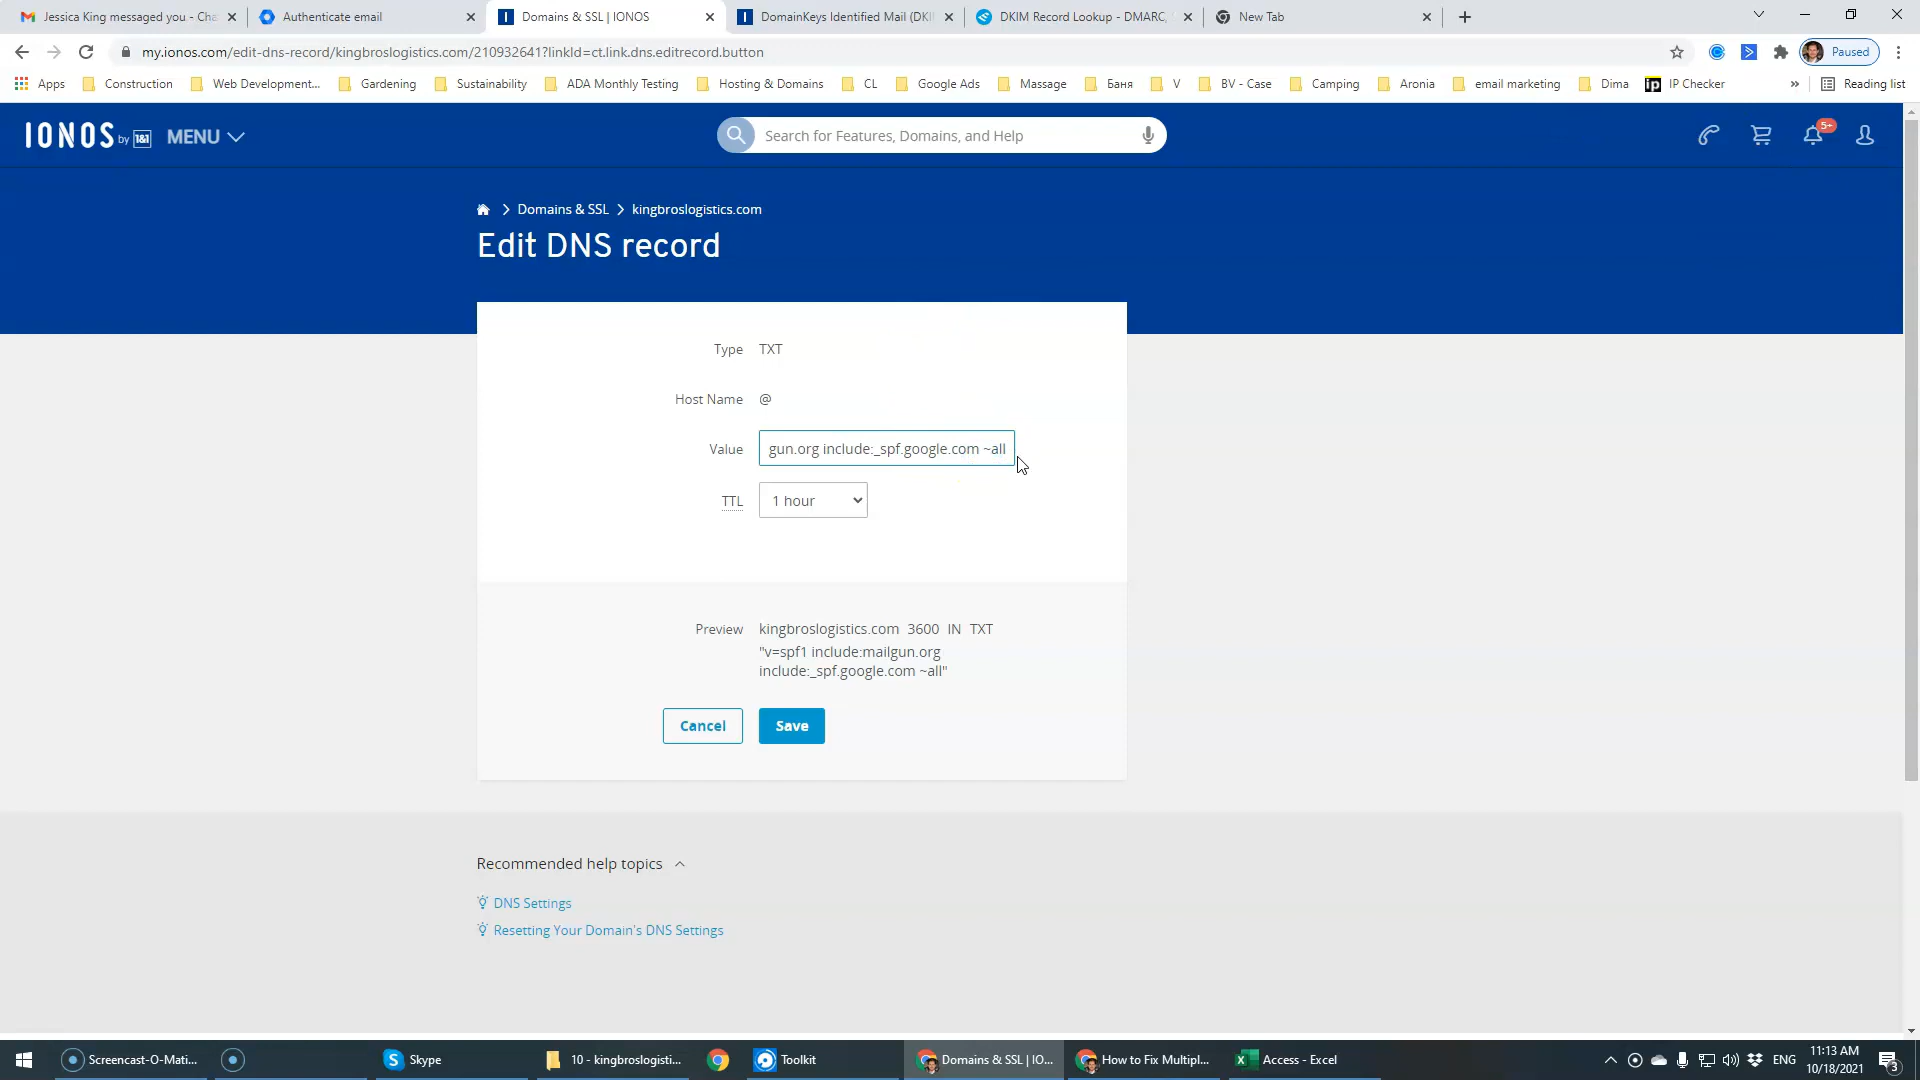 Jessica King messaged you - Cha
Authenticate email
Domains & SSL | IONOS
DomainKeys Identified Mail (DKI
DKIM Record Lookup - DMARC,
New Tab
my.ionos.com/edit-dns-record/kingbroslogistics.com/210932641?linkId=ct.link.dns.editrecord.button
Paused
Apps
Construction
Web Development...
Gardening
Sustainability
ADA Monthly Testing
Hosting & Domains
CL
Google Ads
Massage
Баня
V
BV - Case
Camping
Aronia
email marketing
Dima
ip
IP Checker
»
Reading list
IONOS by 1&1
MENU
Search for Features, Domains, and Help
5+
Domains & SSL
kingbroslogistics.com
Edit DNS record
Type TXT
Host Name @
Value gun.org include:_spf.google.com ~all
TTL 1 hour
Preview kingbroslogistics.com 3600 IN TXT
"v=spf1 include:mailgun.org
include:_spf.google.com ~all"
Cancel
Save
Recommended help topics
DNS Settings
Resetting Your Domain's DNS Settings
Screencast-O-Mati...
Skype
10 - kingbroslogisti...
Toolkit
Domains & SSL | IO...
How to Fix Multipl...
Access - Excel
ENG
11:13 AM
10/18/2021
3